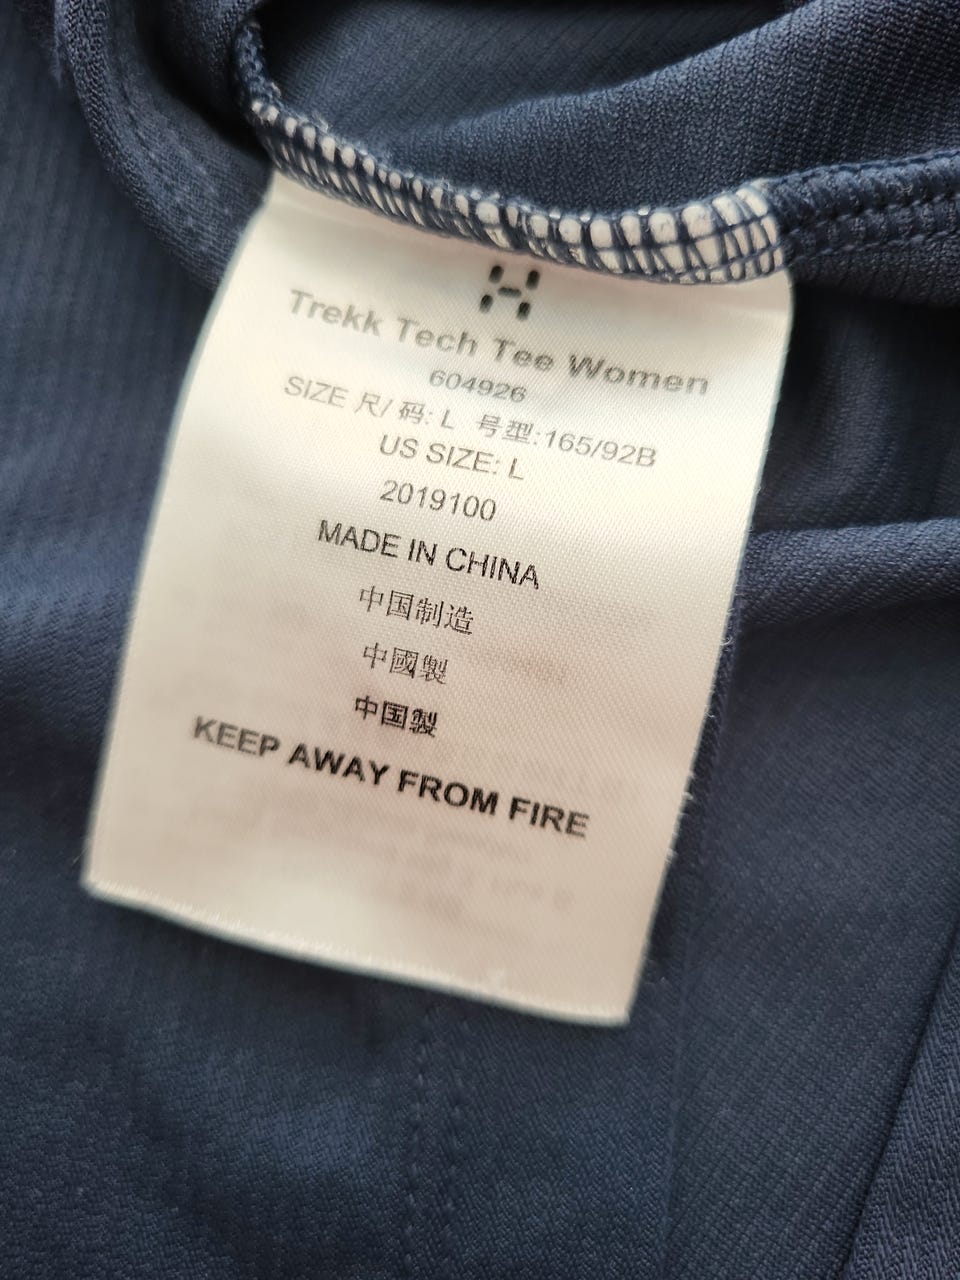 Trekk Tech Tee Women
604926
SIZE 尺/ 码: L 号型:165/92B
US SIZE: L
2019100
MADE IN CHINA
中国制造
中國製
中国製
KEEP AWAY FROM FIRE